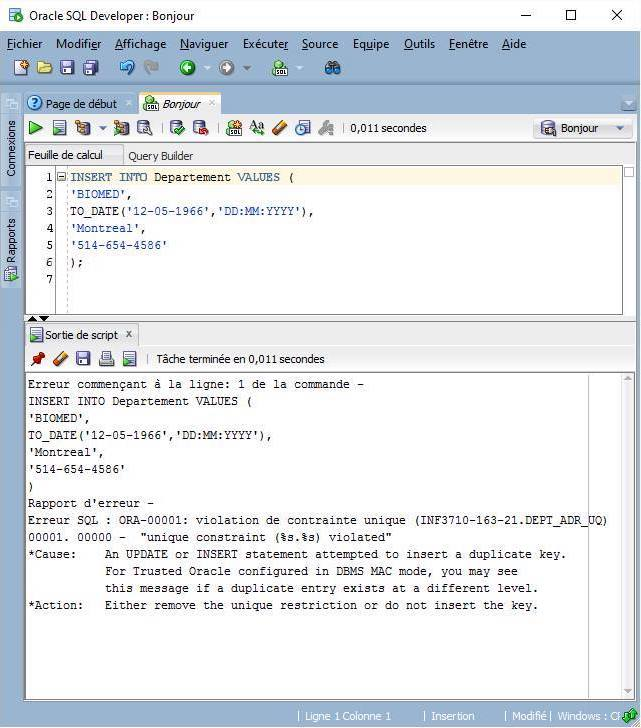 Oracle SQL Developer : Bonjour
Fichier Modifier Affichage Naviguer Exécuter Source Equipe Outils Fenêtre Aide
Page de début Bonjour
0,011 secondes Bonjour
Feuille de calcul Query Builder
Connexions
Rapports
1 INSERT INTO Departement VALUES (
2 'BIOMED',
3 TO_DATE('12-05-1966','DD:MM:YYYY'),
4 'Montreal',
5 '514-654-4586'
6 );
7
Sortie de script
Tâche terminée en 0,011 secondes
Erreur commençant à la ligne: 1 de la commande -
INSERT INTO Departement VALUES (
'BIOMED',
TO_DATE('12-05-1966','DD:MM:YYYY'),
'Montreal',
'514-654-4586'
)
Rapport d'erreur -
Erreur SQL : ORA-00001: violation de contrainte unique (INF3710-163-21.DEPT_ADR_UQ)
00001. 00000 - "unique constraint (%s.%s) violated"
*Cause: An UPDATE or INSERT statement attempted to insert a duplicate key.
For Trusted Oracle configured in DBMS MAC mode, you may see
this message if a duplicate entry exists at a different level.
*Action: Either remove the unique restriction or do not insert the key.
Ligne 1 Colonne 1 Insertion Modifié Windows :